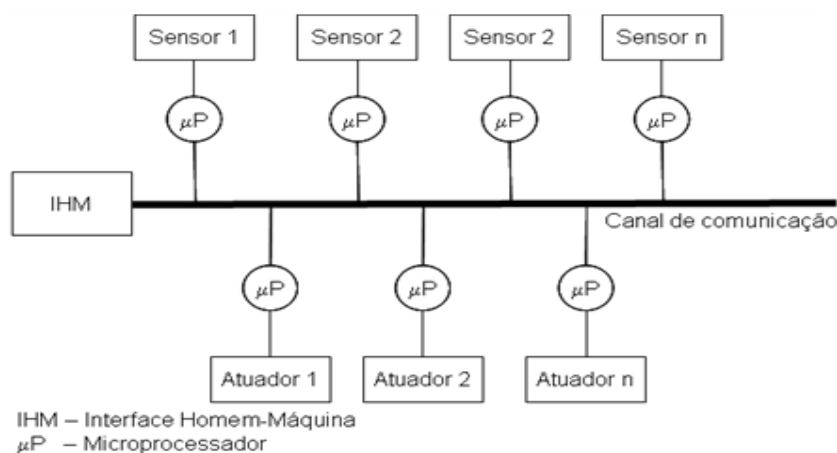 Sensor 1
Sensor 2
Sensor 2
Sensor n
μP
μP
μP
μP
IHM
Canal de comunicação
μP
μP
μP
Atuador 1
Atuador 2
Atuador n
IHM – Interface Homem-Máquina
μP – Microprocessador